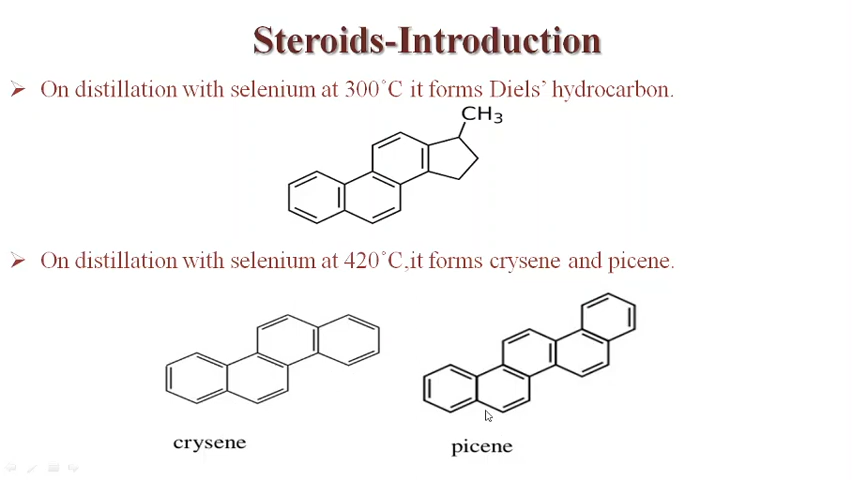 Steroids-Introduction
On distillation with selenium at 300˚C it forms Diels’ hydrocarbon.
CH3
On distillation with selenium at 420˚C,it forms crysene and picene.
crysene
picene